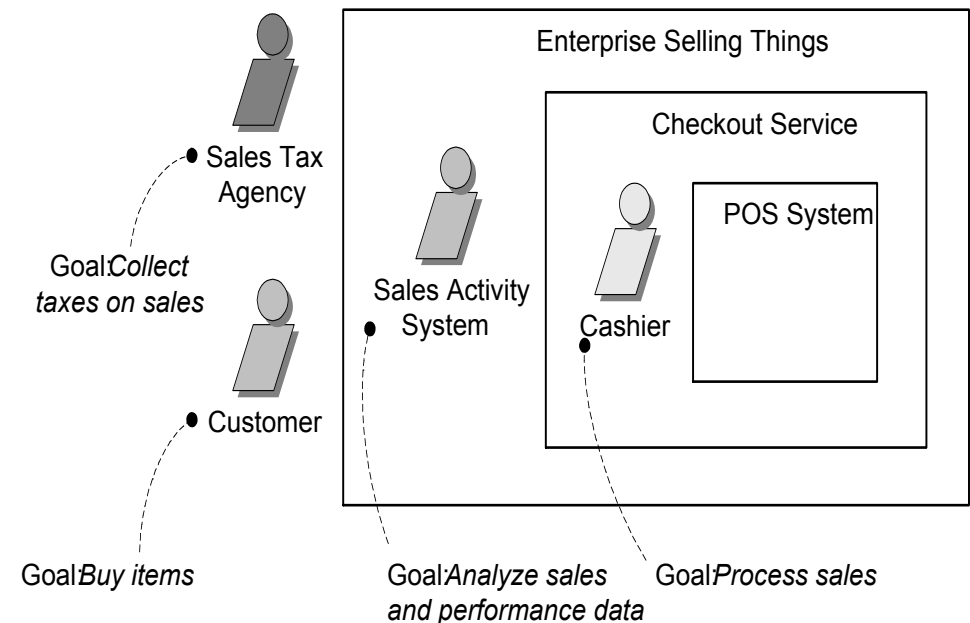 Enterprise Selling Things
Checkout Service
POS System
Sales Tax
Agency
Goal:Collect
taxes on sales
Sales Activity
System
Cashier
Customer
Goal:Buy items
Goal:Analyze sales
and performance data
Goal:Process sales